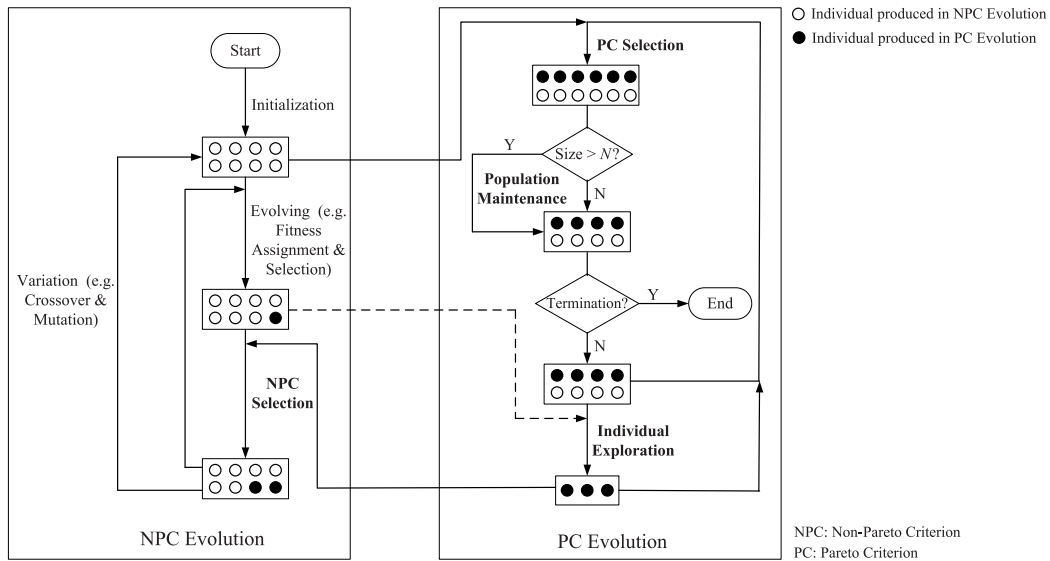 Start
Initialization
Evolving (e.g.
Fitness
Assignment &
Selection)
Variation (e.g.
Crossover &
Mutation)
NPC
Selection
NPC Evolution
PC Selection
Size > N?
Y
N
Population
Maintenance
Termination?
Y
End
N
Individual
Exploration
PC Evolution
Individual produced in NPC Evolution
Individual produced in PC Evolution
NPC: Non-Pareto Criterion
PC: Pareto Criterion